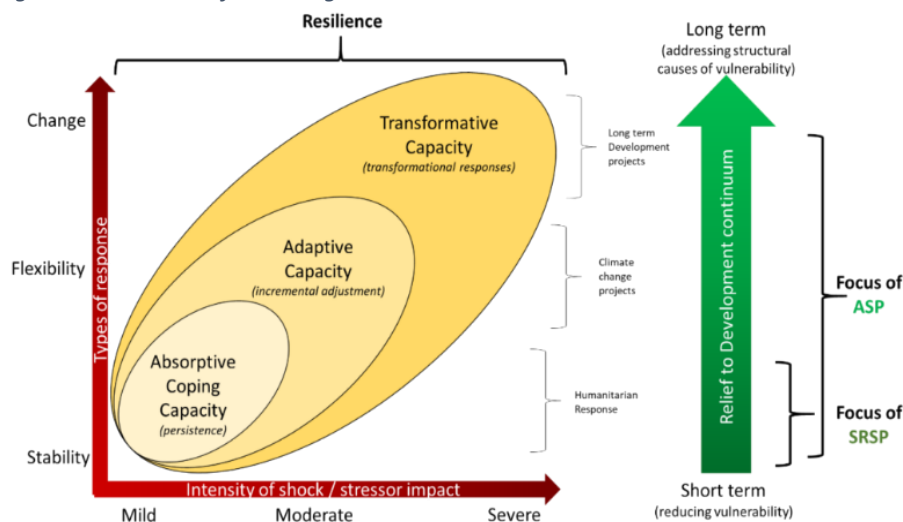 Resilience
Change
Flexibility
Stability
Types of response
Transformative
Capacity
(transformational responses)
Adaptive
Capacity
(incremental adjustment)
Absorptive
Coping
Capacity
(persistence)
Intensity of shock / stressor impact
Mild
Moderate
Severe
Long term
Development
projects
Climate
change
projects
Humanitarian
Response
Long term
(addressing structural
causes of vulnerability)
Relief to Development continuum
Short term
(reducing vulnerability)
Focus of
ASP
Focus of
SRSP